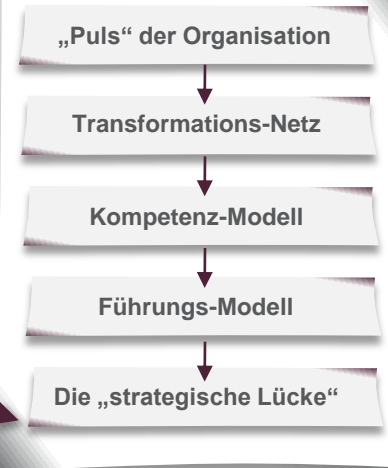 „Puls“ der Organisation
Transformations-Netz
Kompetenz-Modell
Führungs-Modell
Die „strategische Lücke“